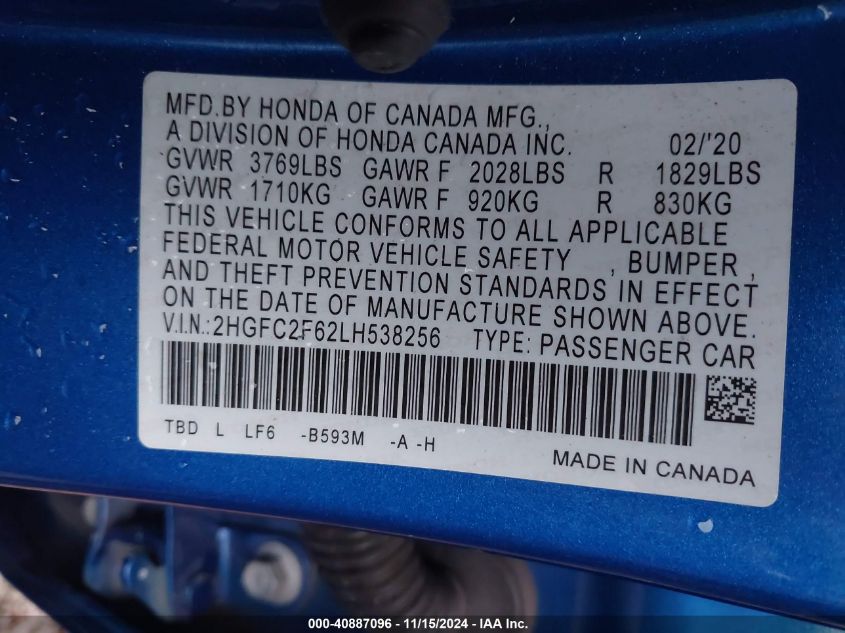 MFD.BY HONDA OF CANADA MFG.,
A DIVISION OF HONDA CANADA INC. 02/'20
GVWR 3769LBS GAWR F 2028LBS R 1829LBS
GVWR 1710KG GAWR F 920KG R 830KG
THIS VEHICLE CONFORMS TO ALL APPLICABLE
FEDERAL MOTOR VEHICLE SAFETY , BUMPER ,
AND THEFT PREVENTION STANDARDS IN EFFECT
ON THE DATE OF MANUFACTURE SHOWN ABOVE.
V.I.N.:2HGFC2F62LH538256 TYPE: PASSENGER CAR
TBD L LF6 -B593M -A -H
MADE IN CANADA
000-40887096 - 11/15/2024 - IAA Inc.